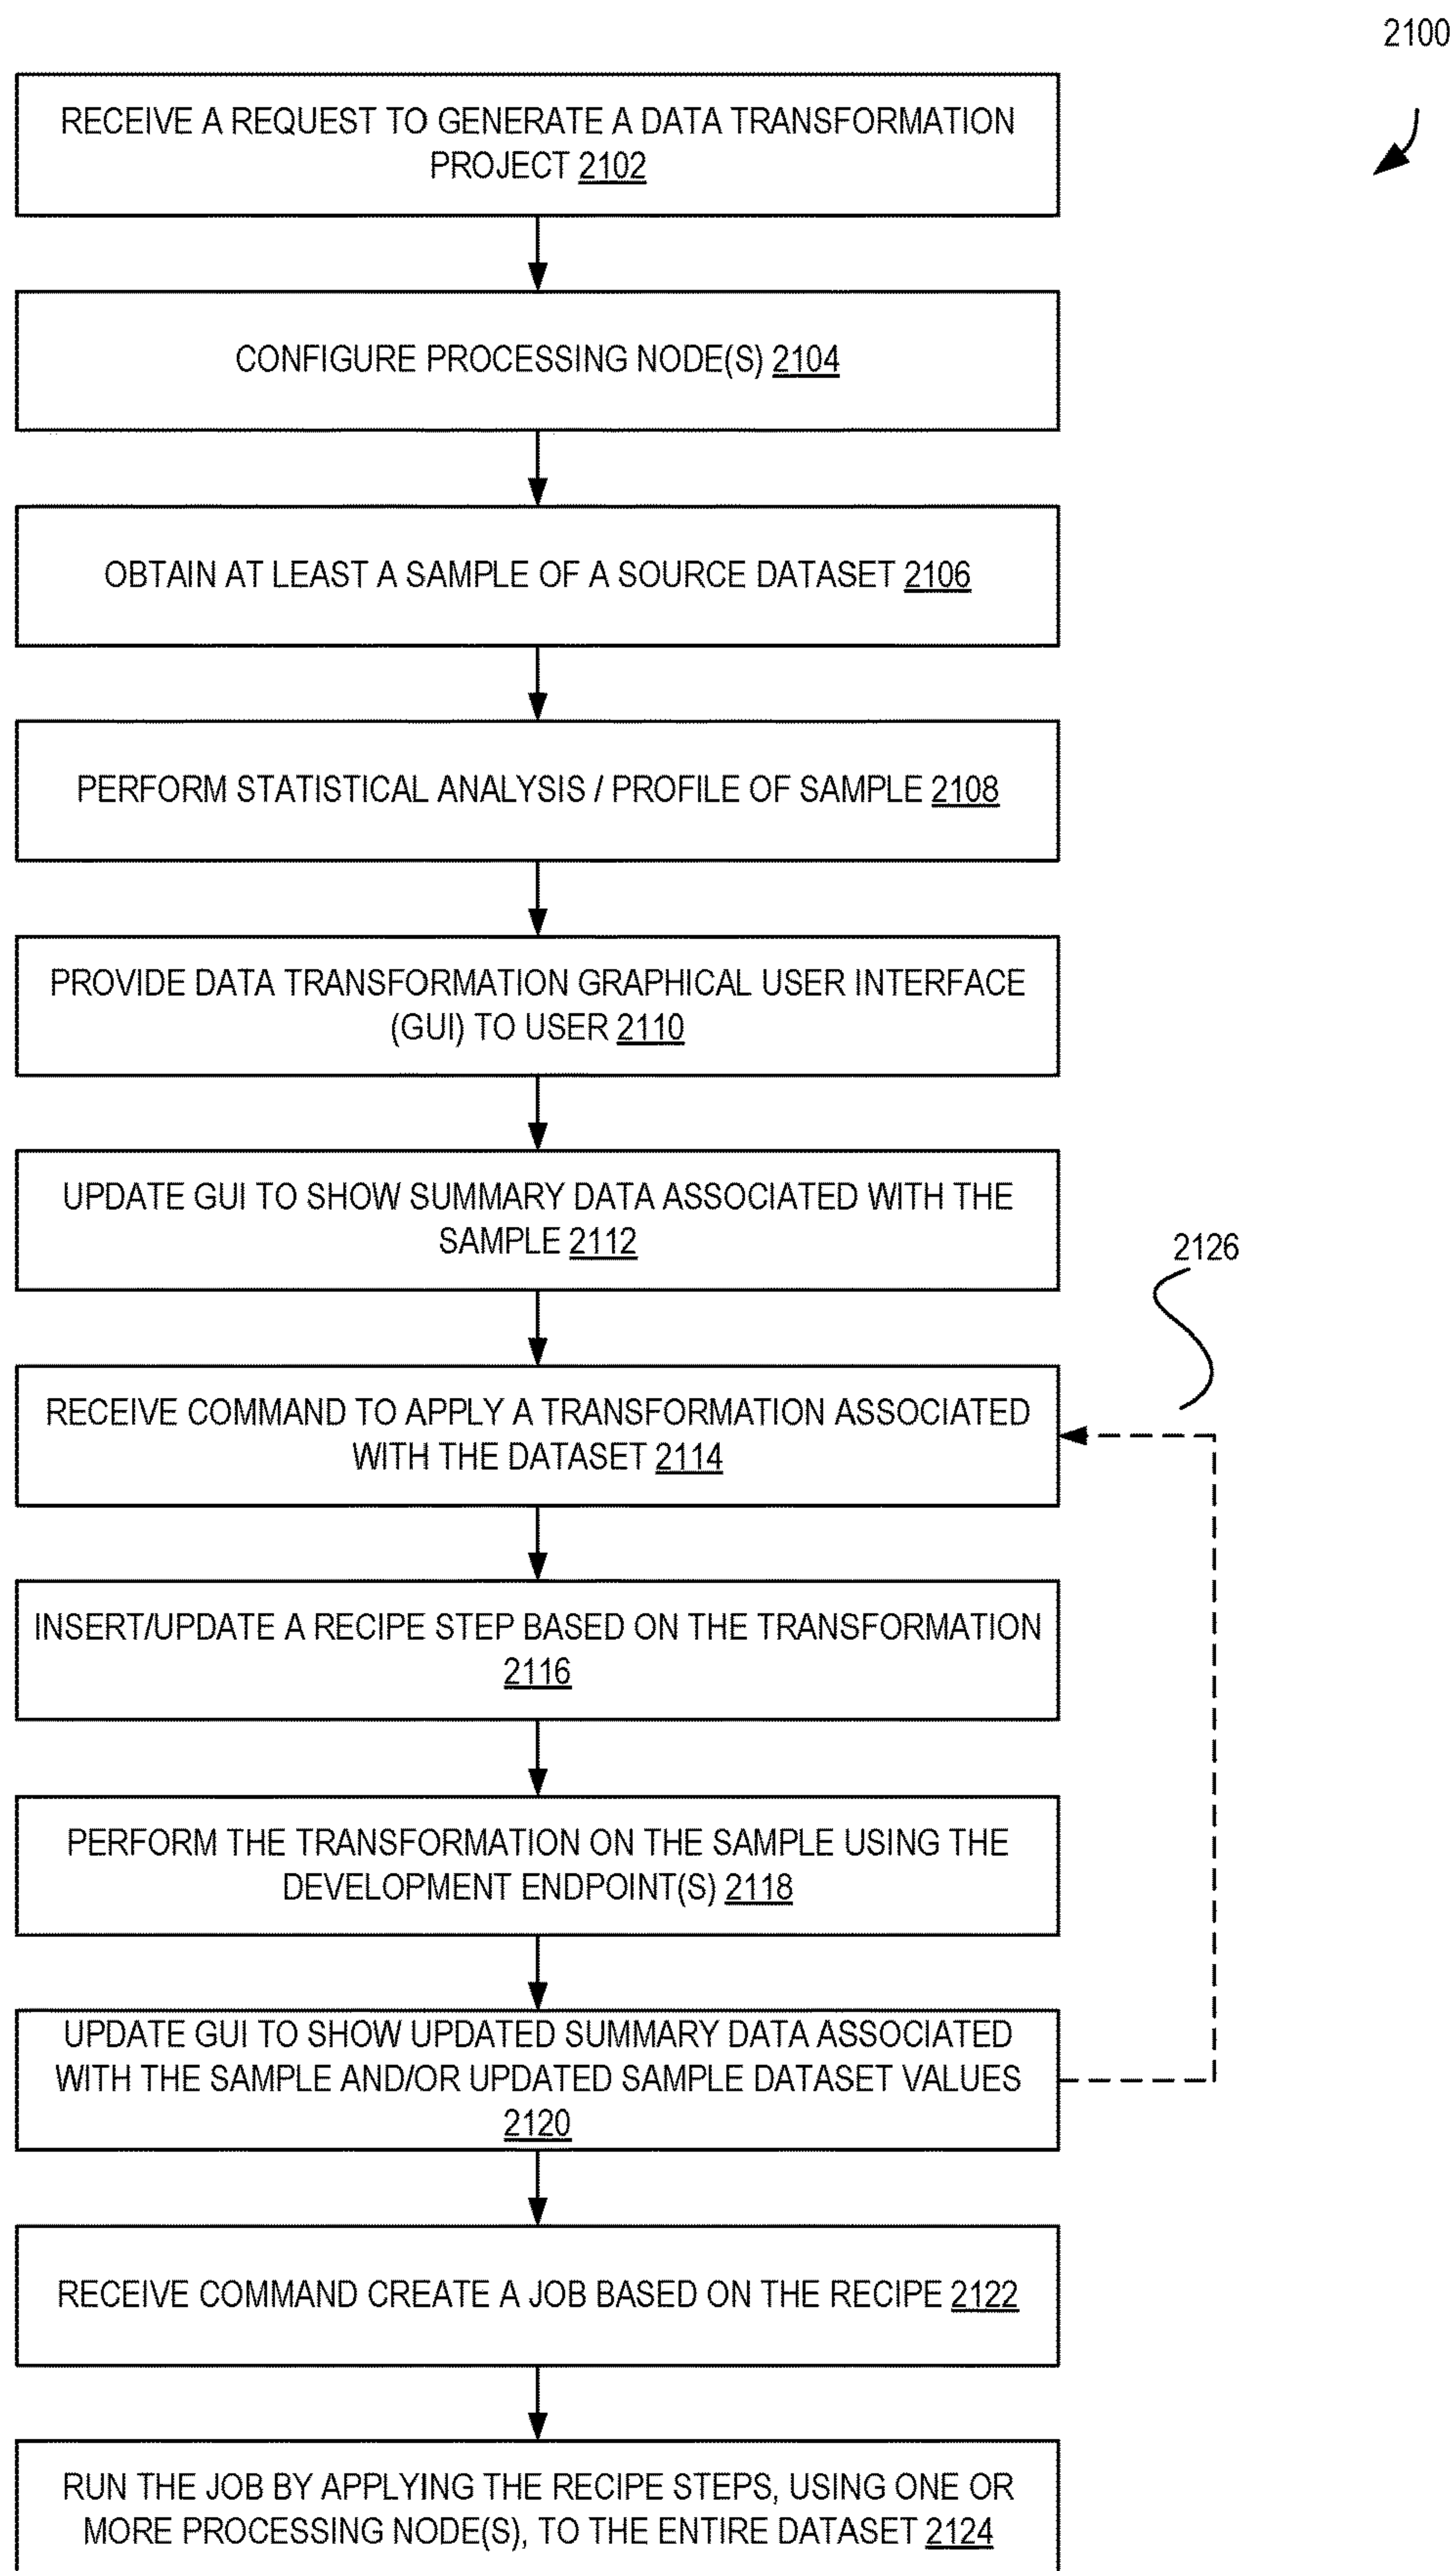 2100
RECEIVE A REQUEST TO GENERATE A DATA TRANSFORMATION
PROJECT 2102
CONFIGURE PROCESSING NODE(S) 2104
OBTAIN AT LEAST A SAMPLE OF A SOURCE DATASET 2106
PERFORM STATISTICAL ANALYSIS / PROFILE OF SAMPLE 2108
PROVIDE DATA TRANSFORMATION GRAPHICAL USER INTERFACE
(GUI) TO USER 2110
UPDATE GUI TO SHOW SUMMARY DATA ASSOCIATED WITH THE
SAMPLE 2112
2126
RECEIVE COMMAND TO APPLY A TRANSFORMATION ASSOCIATED
WITH THE DATASET 2114
INSERT/UPDATE A RECIPE STEP BASED ON THE TRANSFORMATION
2116
PERFORM THE TRANSFORMATION ON THE SAMPLE USING THE
DEVELOPMENT ENDPOINT(S) 2118
UPDATE GUI TO SHOW UPDATED SUMMARY DATA ASSOCIATED
WITH THE SAMPLE AND/OR UPDATED SAMPLE DATASET VALUES
2120
RECEIVE COMMAND CREATE A JOB BASED ON THE RECIPE 2122
RUN THE JOB BY APPLYING THE RECIPE STEPS, USING ONE OR
MORE PROCESSING NODE(S), TO THE ENTIRE DATASET 2124